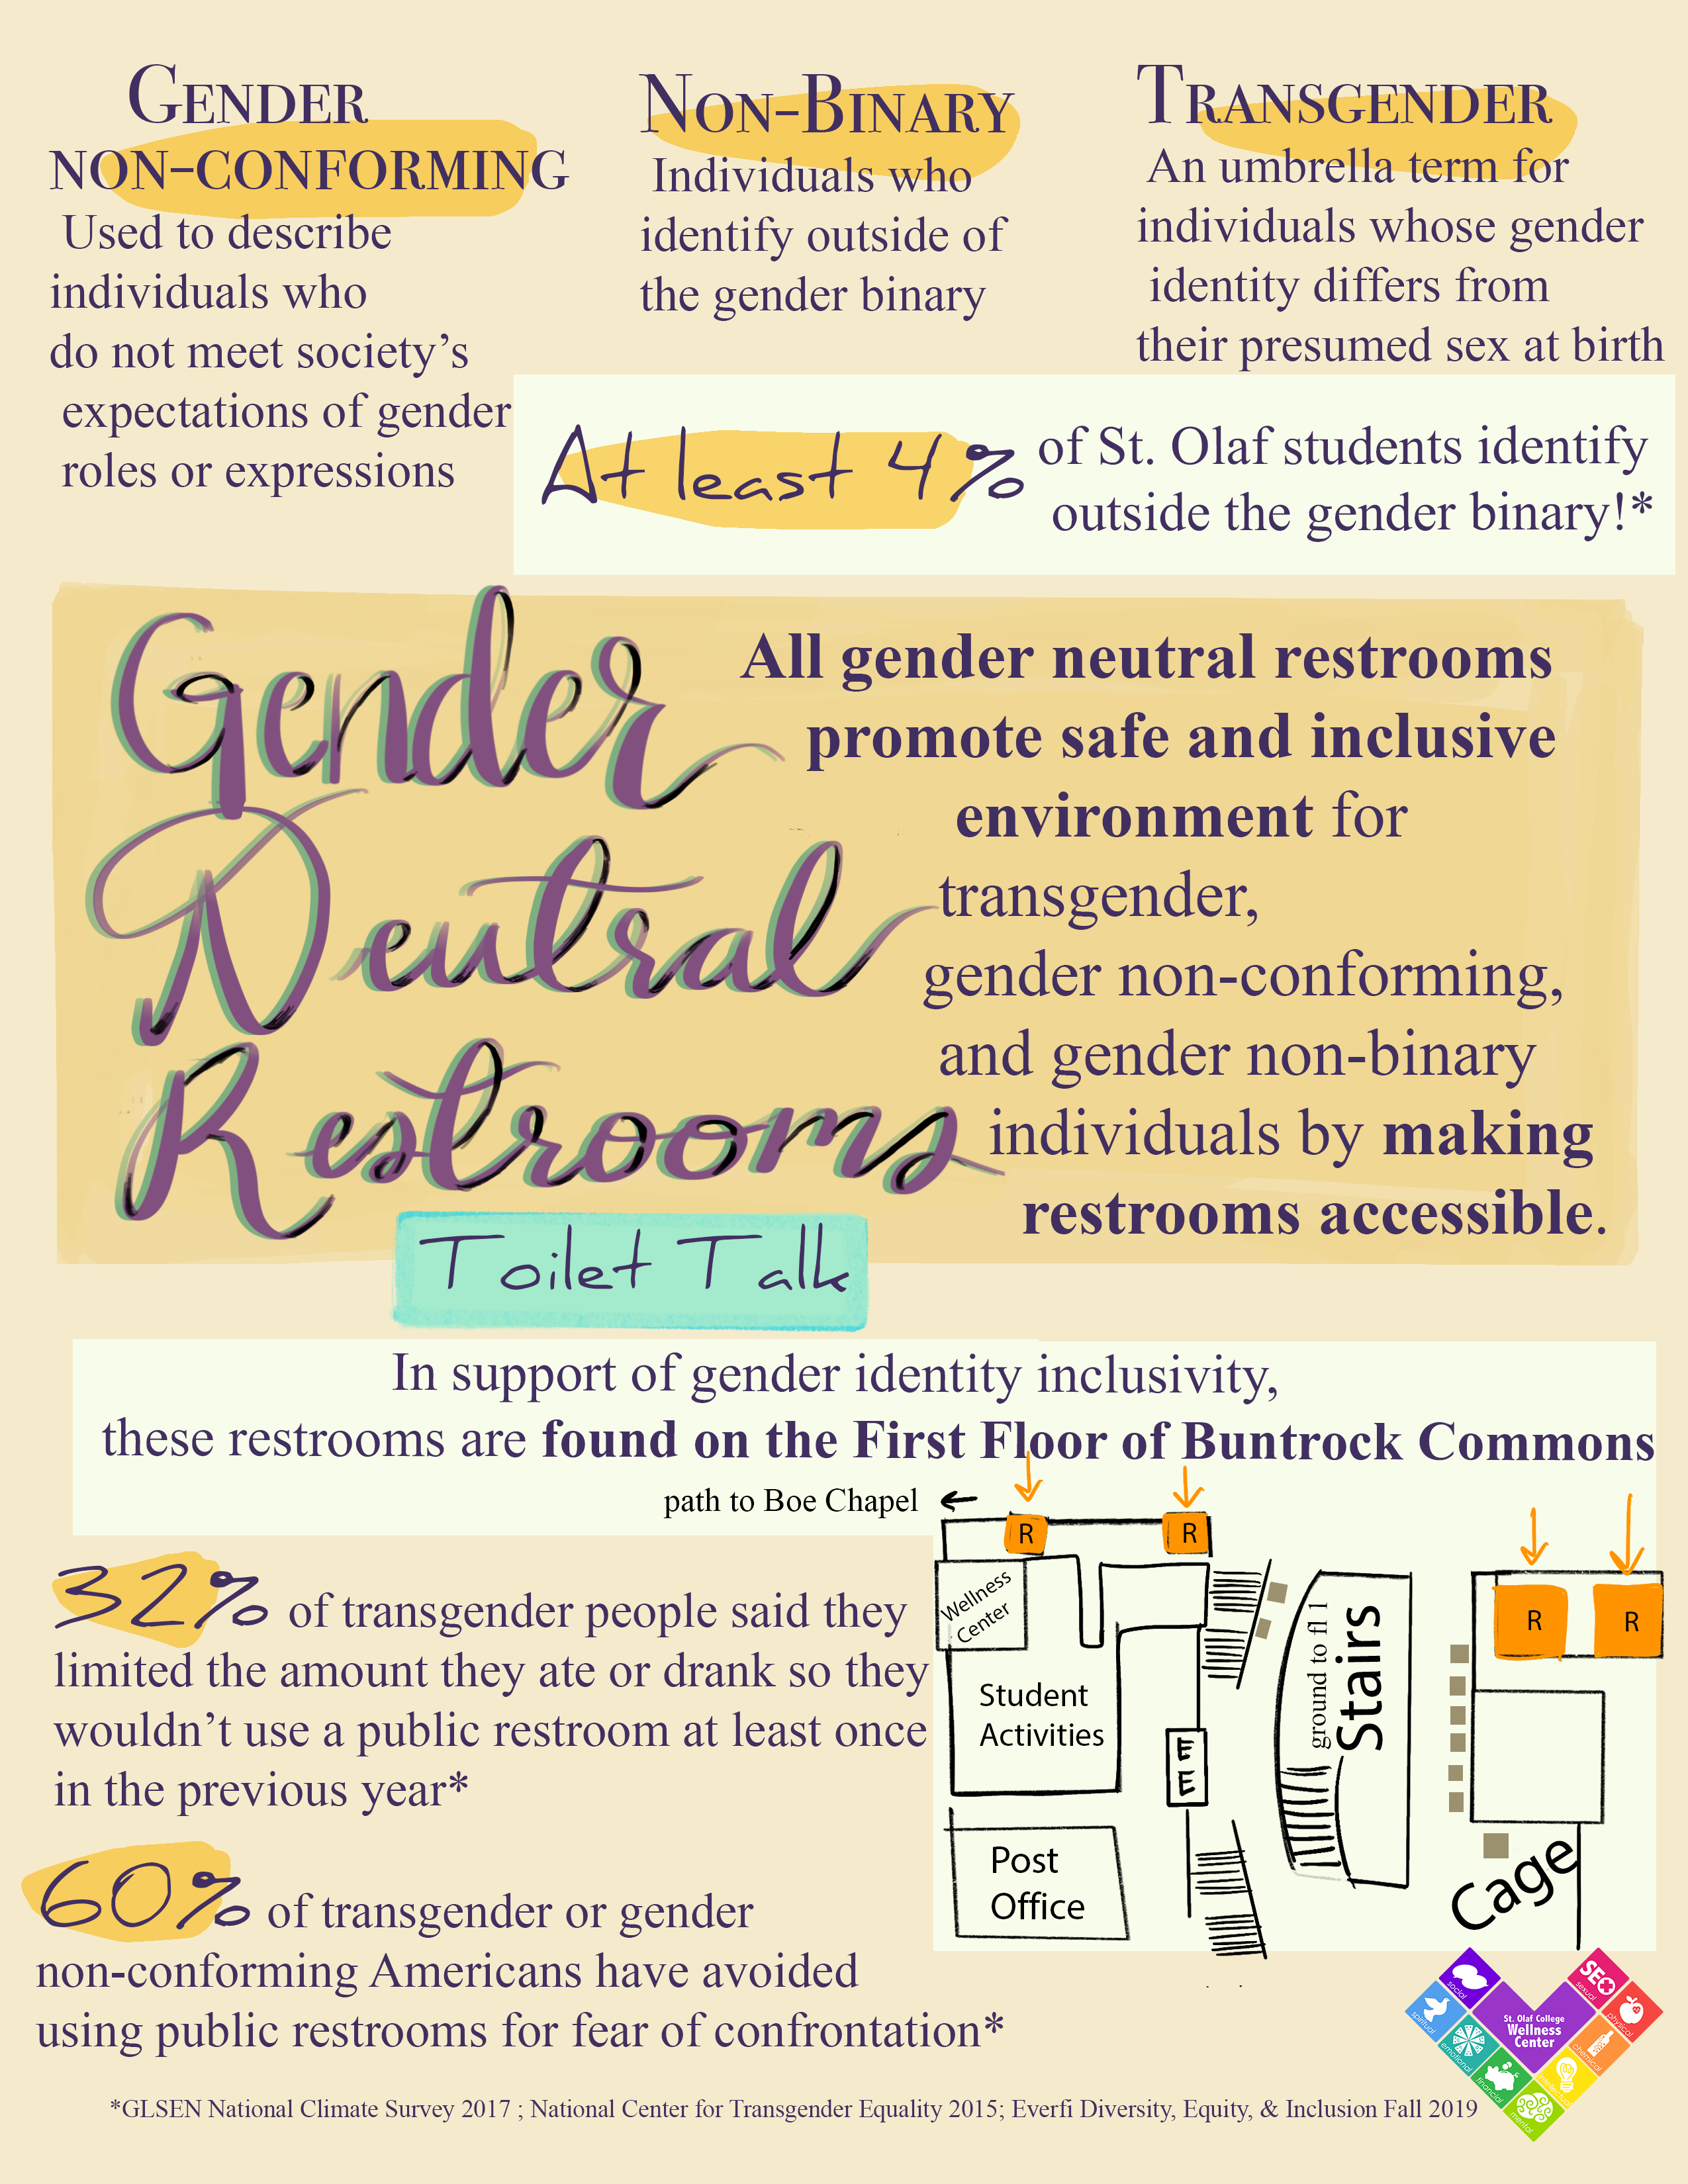 GENDER
NON-CONFORMING
Used to describe
individuals who
do not meet society's
expectations of gender
roles or expressions
NON-BINARY
Individuals who
identify outside of
the gender binary
TRANSGENDER
An umbrella term for
individuals whose gender
identity differs from
their presumed sex at birth
At least 4% of St. Olaf students identify
outside the gender binary!*
Gender
Neutral
Restrooms
Toilet Talk
All gender neutral restrooms
promote safe and inclusive
environment for
transgender,
gender non-conforming,
and gender non-binary
individuals by making
restrooms accessible.
In support of gender identity inclusivity,
these restrooms are found on the First Floor of Buntrock Commons
path to Boe Chapel
R
R
R
R
Wellness
Center
Student
Activities
Post
Office
E
E
ground to fl 1
Stairs
Cage
32% of transgender people said they
limited the amount they ate or drank so they
wouldn't use a public restroom at least once
in the previous year*
60% of transgender or gender
non-conforming Americans have avoided
using public restrooms for fear of confrontation*
social
spiritual
emotional
financial
mental
intellectual
chemical
physical
SEX
sexual
St. Olaf College
Wellness
Center
*GLSEN National Climate Survey 2017 ; National Center for Transgender Equality 2015; Everfi Diversity, Equity, & Inclusion Fall 2019